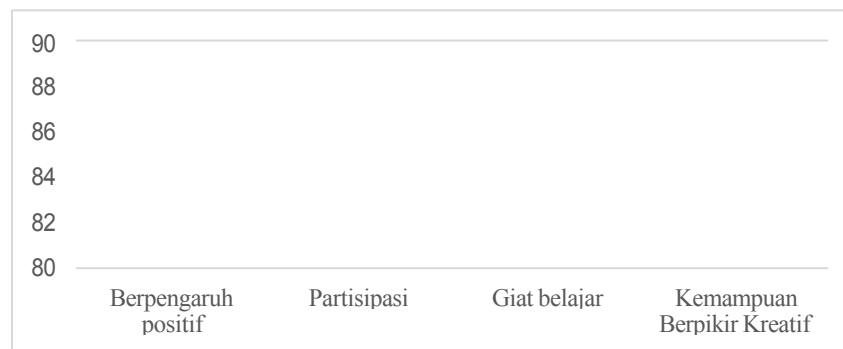 90
88
86
84
82
80
Berpengaruh positif
Partisipasi
Giat belajar
Kemampuan Berpikir Kreatif